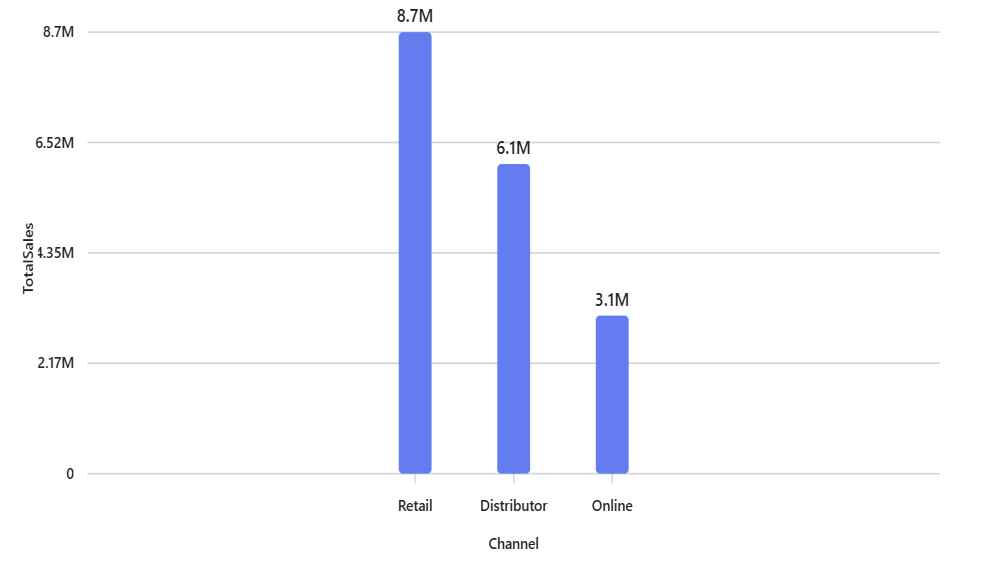 8.7M
8.7M
6.52M
6.1M
TotalSales
4.35M
3.1M
2.17M
0
Retail Distributor Online
Channel